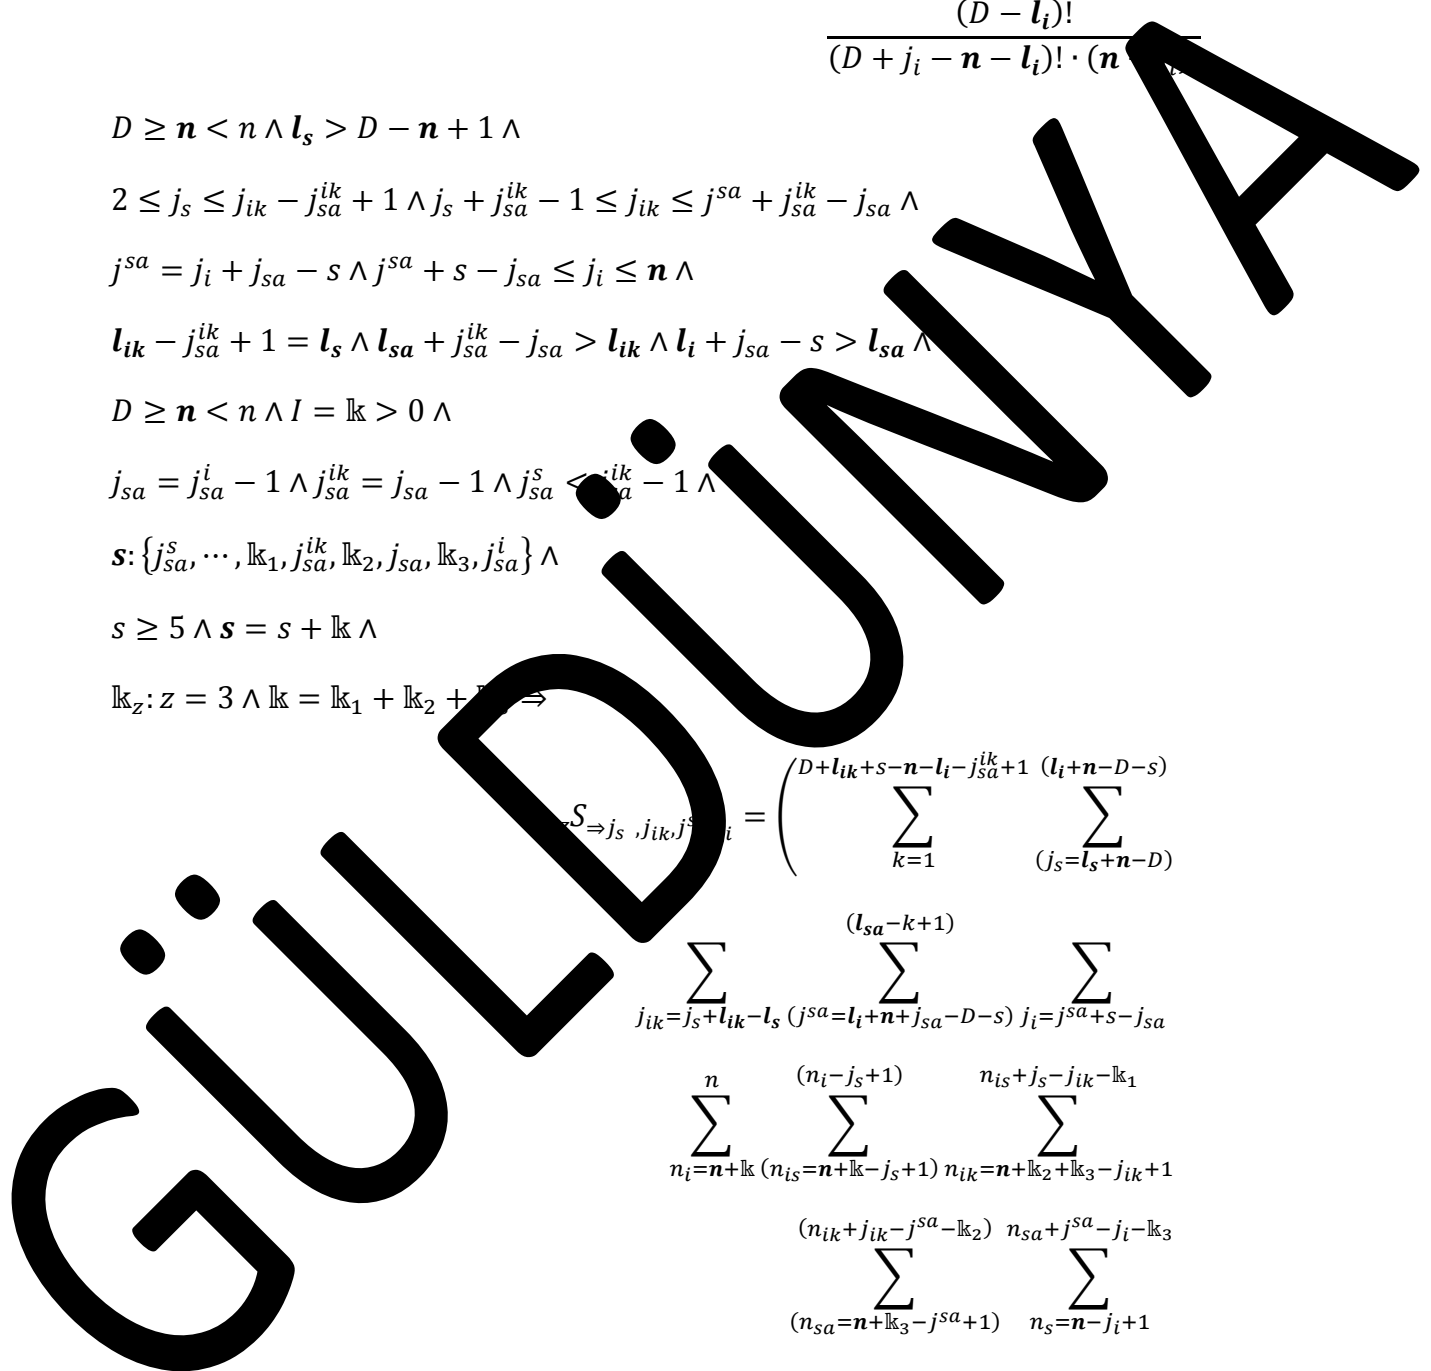 (D − l_i)!
(D + j_i − n − l_i)! · (n
D ≥ n < n ∧ l_s > D − n + 1 ∧
2 ≤ j_s ≤ j_ik − j_sa^ik + 1 ∧ j_s + j_sa^ik − 1 ≤ j_ik ≤ j^sa + j_sa^ik − j_sa ∧
j^sa = j_i + j_sa − s ∧ j^sa + s − j_sa ≤ j_i ≤ n ∧
l_ik − j_sa^ik + 1 = l_s ∧ l_sa + j_sa^ik − j_sa > l_ik ∧ l_i + j_sa − s > l_sa ∧
D ≥ n < n ∧ I = 𝕜 > 0 ∧
j_sa = j_sa^i − 1 ∧ j_sa^ik = j_sa − 1 ∧ j_sa^s < j_sa^ik − 1 ∧
s: {j_sa^s, ⋯, 𝕜_1, j_sa^ik, 𝕜_2, j_sa, 𝕜_3, j_sa^i} ∧
s ≥ 5 ∧ s = s + 𝕜 ∧
𝕜_z: z = 3 ∧ 𝕜 = 𝕜_1 + 𝕜_2 + ⇒
D+l_ik+s−n−l_i−j_sa^ik+1 (l_i+n−D−s)
S_⇒j_s ,j_ik,j^s i = ( ∑ ∑
k=1 (j_s=l_s+n−D)
(l_sa−k+1)
∑ ∑ ∑
j_ik=j_s+l_ik−l_s (j^sa=l_i+n+j_sa−D−s) j_i=j^sa+s−j_sa
n (n_i−j_s+1) n_is+j_s−j_ik−𝕜_1
∑ ∑ ∑
n_i=n+𝕜 (n_is=n+𝕜−j_s+1) n_ik=n+𝕜_2+𝕜_3−j_ik+1
(n_ik+j_ik−j^sa−𝕜_2) n_sa+j^sa−j_i−𝕜_3
∑ ∑
(n_sa=n+𝕜_3−j^sa+1) n_s=n−j_i+1
GÜLDÜNYA